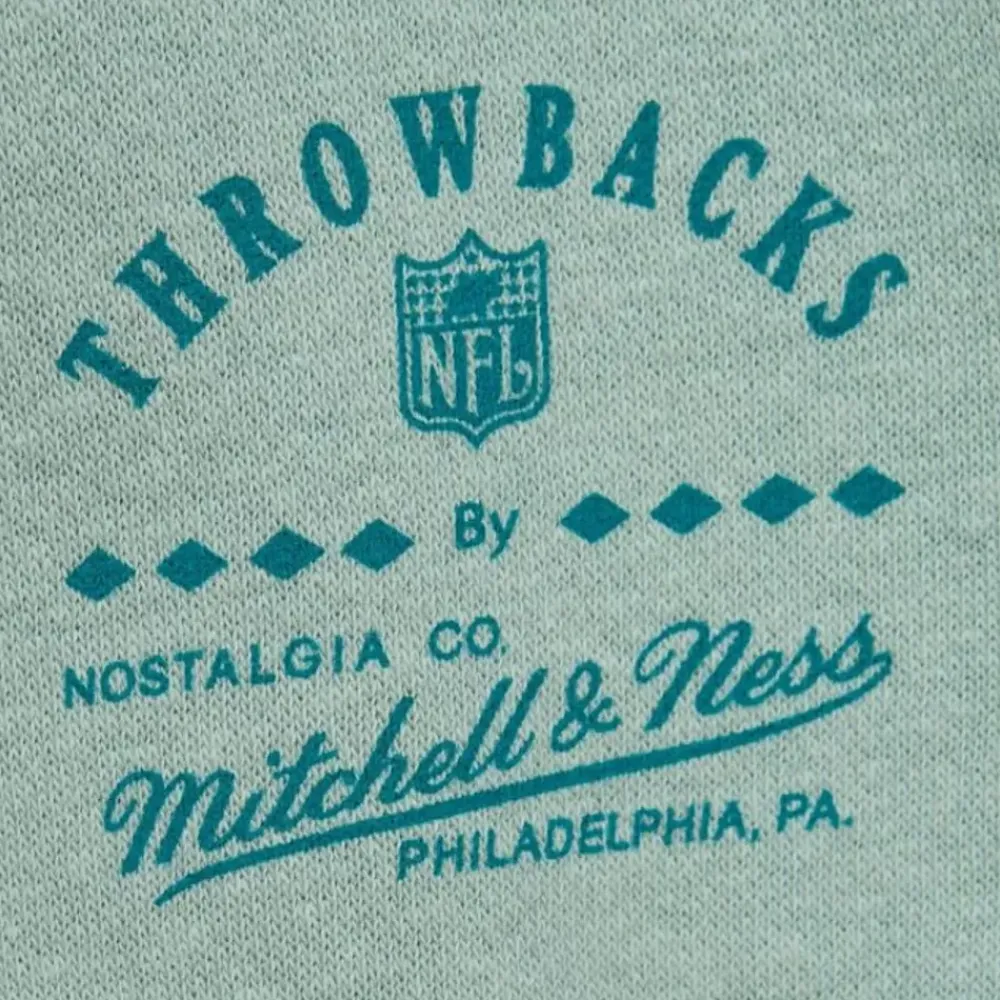 THROWBACKS
NFL
By
NOSTALGIA CO.
Mitchell & Ness
PHILADELPHIA, PA.